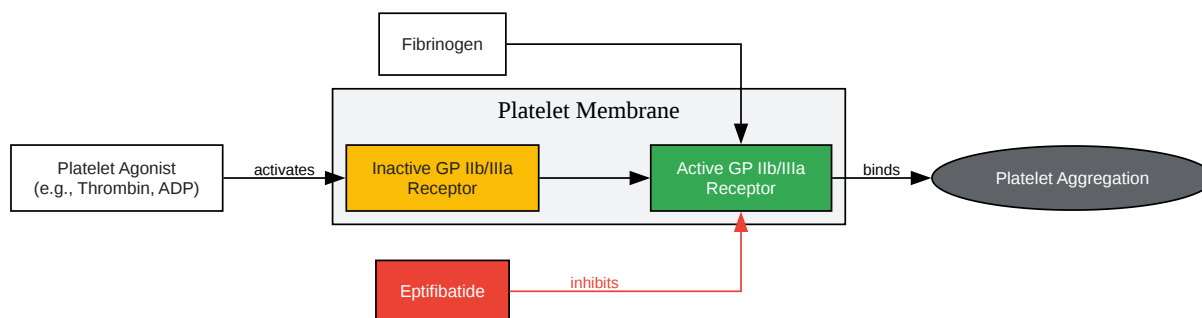 Fibrinogen
Platelet Membrane
Platelet Agonist
(e.g., Thrombin, ADP)
activates
Inactive GP IIb/IIIa
Receptor
Active GP IIb/IIIa
Receptor
binds
Platelet Aggregation
Eptifibatide
inhibits